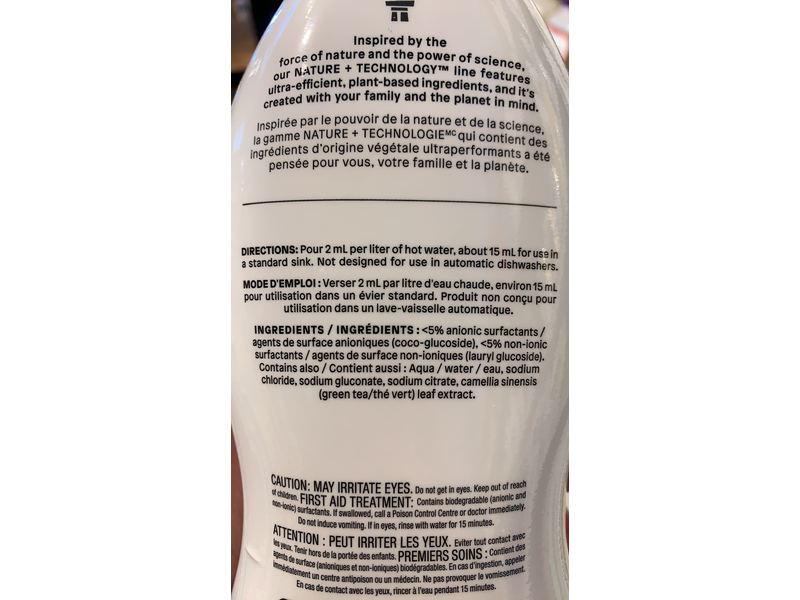 Inspired by the
force of nature and the power of science,
our NATURE + TECHNOLOGY™ line features
ultra-efficient, plant-based ingredients, and it's
created with your family and the planet in mind.
Inspirée par le pouvoir de la nature et de la science,
la gamme NATURE + TECHNOLOGIEᴹᶜ qui contient des
ingrédients d'origine végétale ultraperformants a été
pensée pour vous, votre famille et la planète.
DIRECTIONS: Pour 2 mL per liter of hot water, about 15 mL for use in
a standard sink. Not designed for use in automatic dishwashers.
MODE D'EMPLOI : Verser 2 mL par litre d'eau chaude, environ 15 mL
pour utilisation dans un évier standard. Produit non conçu pour
utilisation dans un lave-vaisselle automatique.
INGREDIENTS / INGRÉDIENTS : <5% anionic surfactants /
agents de surface anioniques (coco-glucoside), <5% non-ionic
surfactants / agents de surface non-ioniques (lauryl glucoside).
Contains also / Contient aussi : Aqua / water / eau, sodium
chloride, sodium gluconate, sodium citrate, camellia sinensis
(green tea/thé vert) leaf extract.
CAUTION: MAY IRRITATE EYES. Do not get in eyes. Keep out of reach
of children. FIRST AID TREATMENT: Contains biodegradable (anionic and
non-ionic) surfactants. If swallowed, call a Poison Control Centre or doctor immediately.
Do not induce vomiting. If in eyes, rinse with water for 15 minutes.
ATTENTION : PEUT IRRITER LES YEUX. Eviter tout contact avec
les yeux. Tenir hors de la portée des enfants. PREMIERS SOINS : Contient des
agents de surface (anioniques et non-ioniques) biodégradables. En cas d'ingestion, appeler
immédiatement un centre antipoison ou un médecin. Ne pas provoquer le vomissement.
En cas de contact avec les yeux, rincer à l'eau pendant 15 minutes.